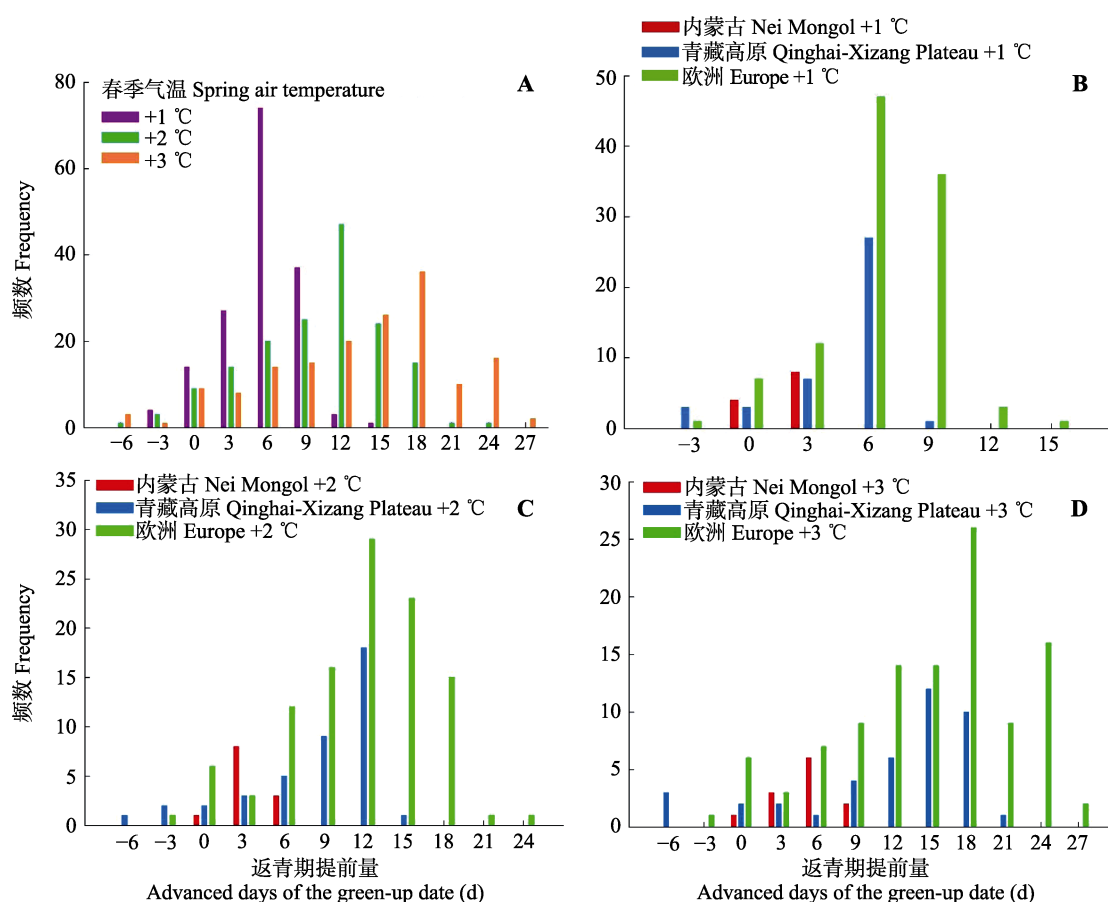 春季气温 Spring air temperature
+1 ℃
+2 ℃
+3 ℃
A
频数 Frequency
80
60
40
20
0
−6 −3 0 3 6 9 12 15 18 21 24 27
内蒙古 Nei Mongol +1 ℃
青藏高原 Qinghai-Xizang Plateau +1 ℃
欧洲 Europe +1 ℃
B
50
40
30
20
10
0
−3 0 3 6 9 12 15
内蒙古 Nei Mongol +2 ℃
青藏高原 Qinghai-Xizang Plateau +2 ℃
欧洲 Europe +2 ℃
C
频数 Frequency
35
30
25
20
15
10
5
0
−6 −3 0 3 6 9 12 15 18 21 24
返青期提前量
Advanced days of the green-up date (d)
内蒙古 Nei Mongol +3 ℃
青藏高原 Qinghai-Xizang Plateau +3 ℃
欧洲 Europe +3 ℃
D
30
25
20
15
10
5
0
−6 −3 0 3 6 9 12 15 18 21 24 27
返青期提前量
Advanced days of the green-up date (d)